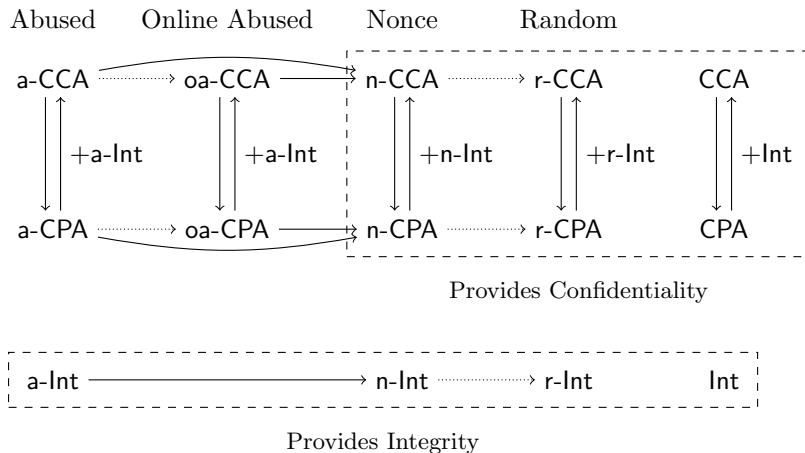 Abused Online Abused Nonce Random
a-CCA oa-CCA n-CCA r-CCA CCA
+a-Int +a-Int +n-Int +r-Int +Int
a-CPA oa-CPA n-CPA r-CPA CPA
Provides Confidentiality
a-Int n-Int r-Int Int
Provides Integrity